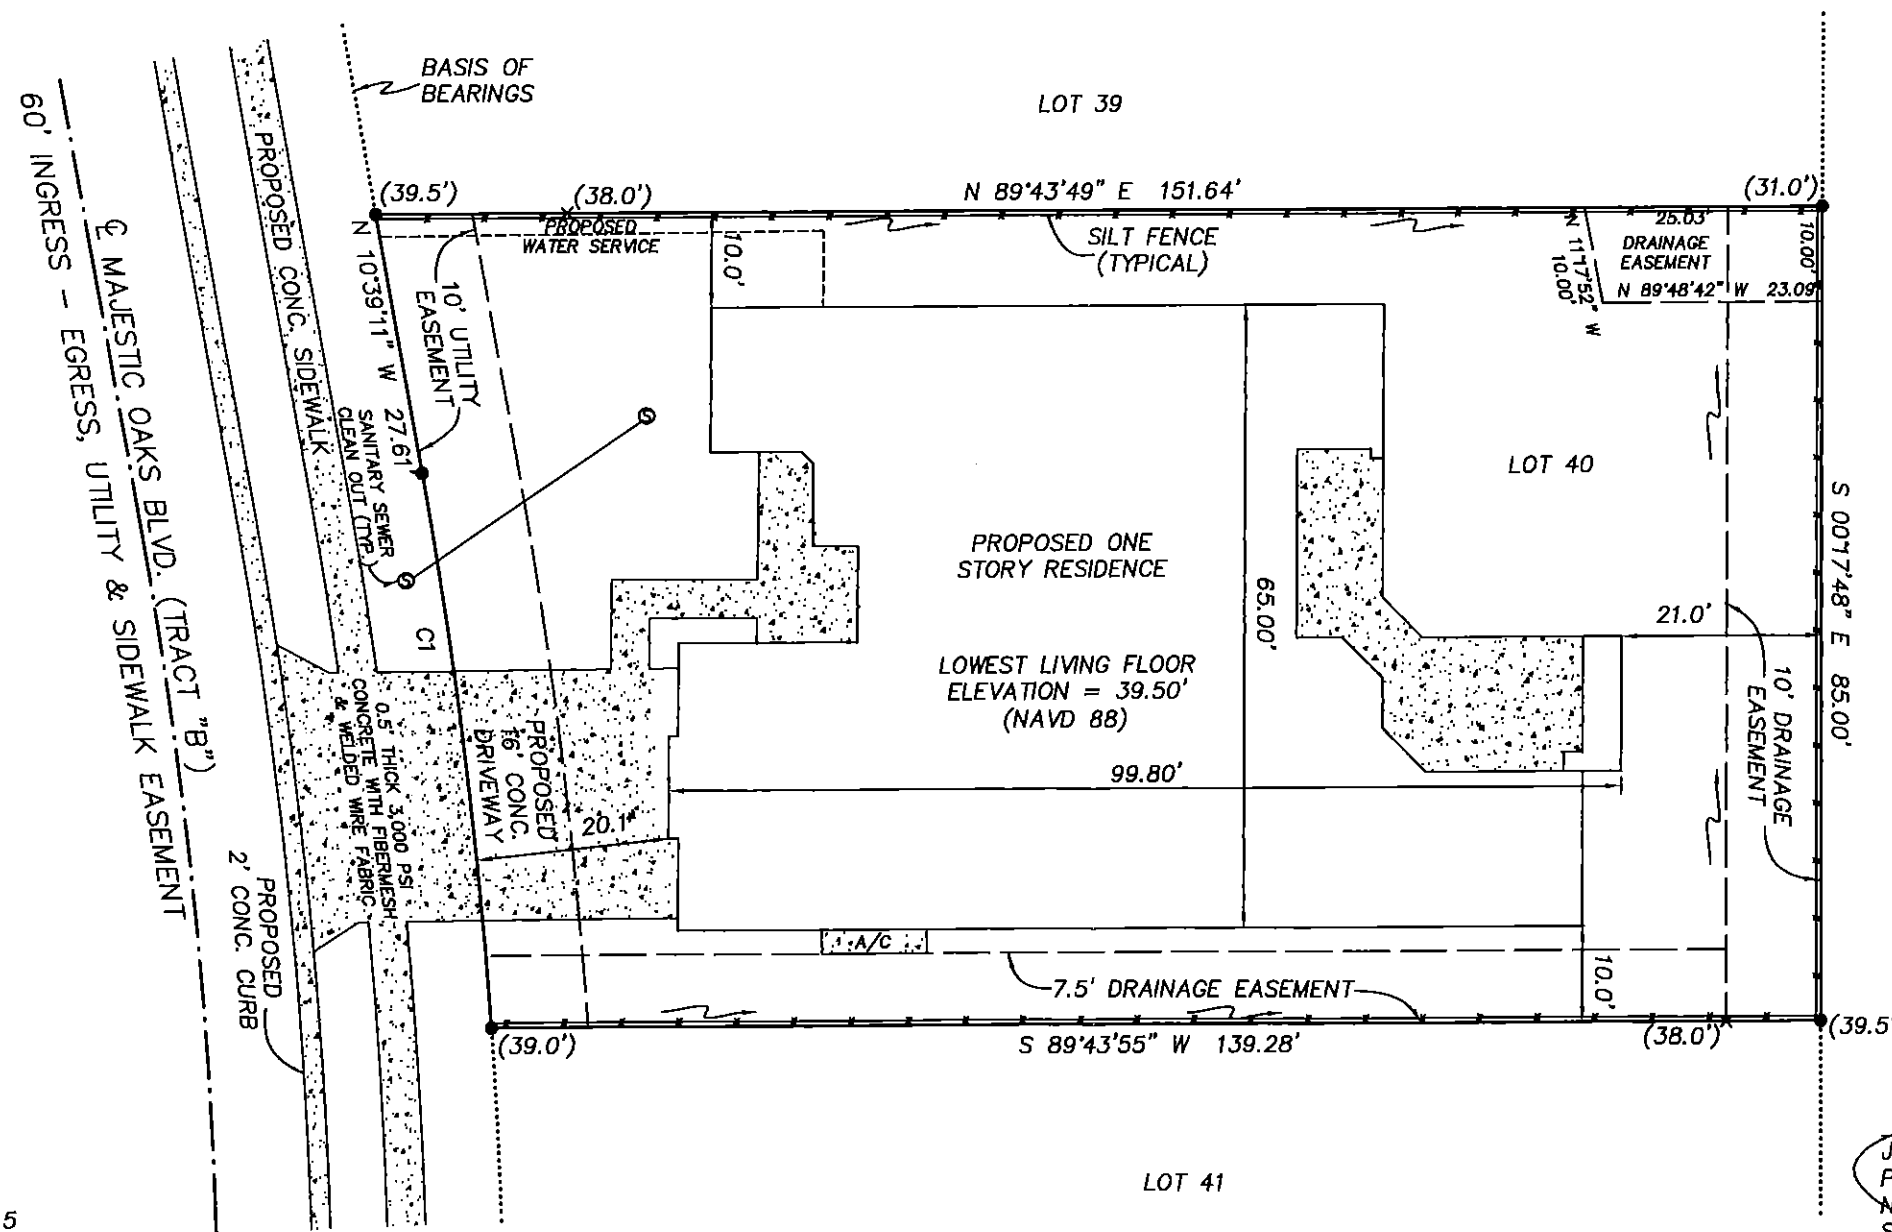 BASIS OF
BEARINGS
LOT 39
(39.5')
(38.0')
N 89°43'49" E 151.64'
(31.0')
PROPOSED
WATER SERVICE
10.0'
SILT FENCE
(TYPICAL)
25.03'
DRAINAGE
EASEMENT
10.00'
N 11°17'52" W
10.00'
N 89°48'42" W 23.09'
PROPOSED CONC. SIDEWALK
N 10°39'11" W 27.61'
10' UTILITY
EASEMENT
SANITARY SEWER
CLEAN OUT (TYP.)
S
S
C1
LOT 40
S 00°17'48" E 85.00'
PROPOSED ONE
STORY RESIDENCE
65.00'
21.0'
LOWEST LIVING FLOOR
ELEVATION = 39.50'
(NAVD 88)
10' DRAINAGE
EASEMENT
99.80'
PROPOSED
16' CONC.
DRIVEWAY
20.1'
0.5' THICK 3,000 PSI
CONCRETE WITH FIBERMESH
& WELDED WIRE FABRIC
℄ MAJESTIC OAKS BLVD. (TRACT "B")
60' INGRESS - EGRESS, UTILITY & SIDEWALK EASEMENT
PROPOSED
2' CONC. CURB
A/C
7.5' DRAINAGE EASEMENT
10.0'
(39.0')
S 89°43'55" W 139.28'
(38.0')
(39.5'
LOT 41
5